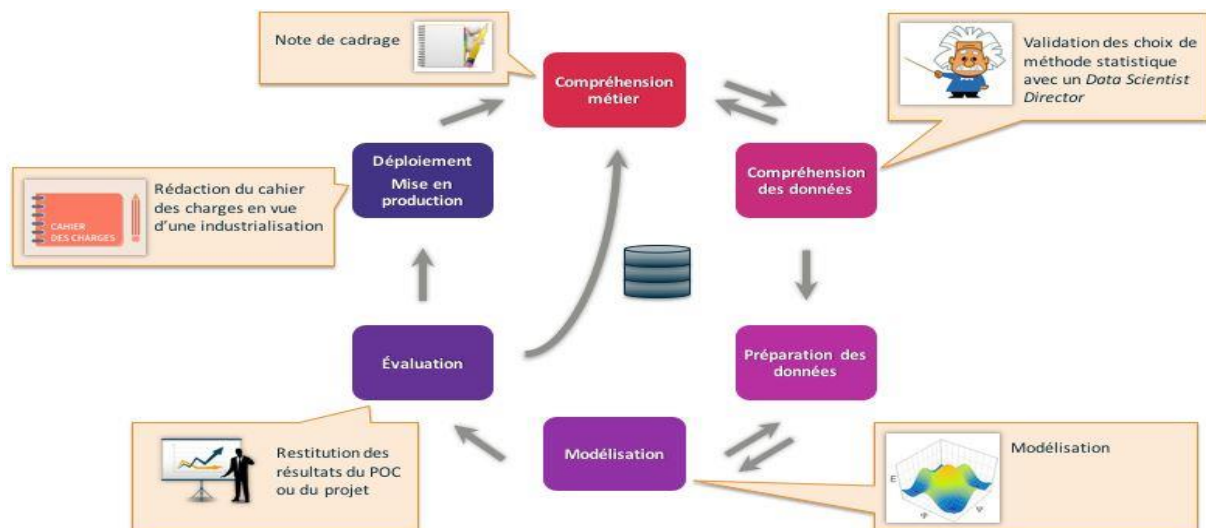 Note de cadrage
Compréhension
métier
Validation des choix de
méthode statistique
avec un Data Scientist
Director
Déploiement
Mise en
production
Compréhension
des données
Rédaction du cahier
des charges en vue
d'une industrialisation
CAHIER
DES CHARGES
Évaluation
Préparation des
données
Restitution des
résultats du POC
ou du projet
Modélisation
Modélisation
E